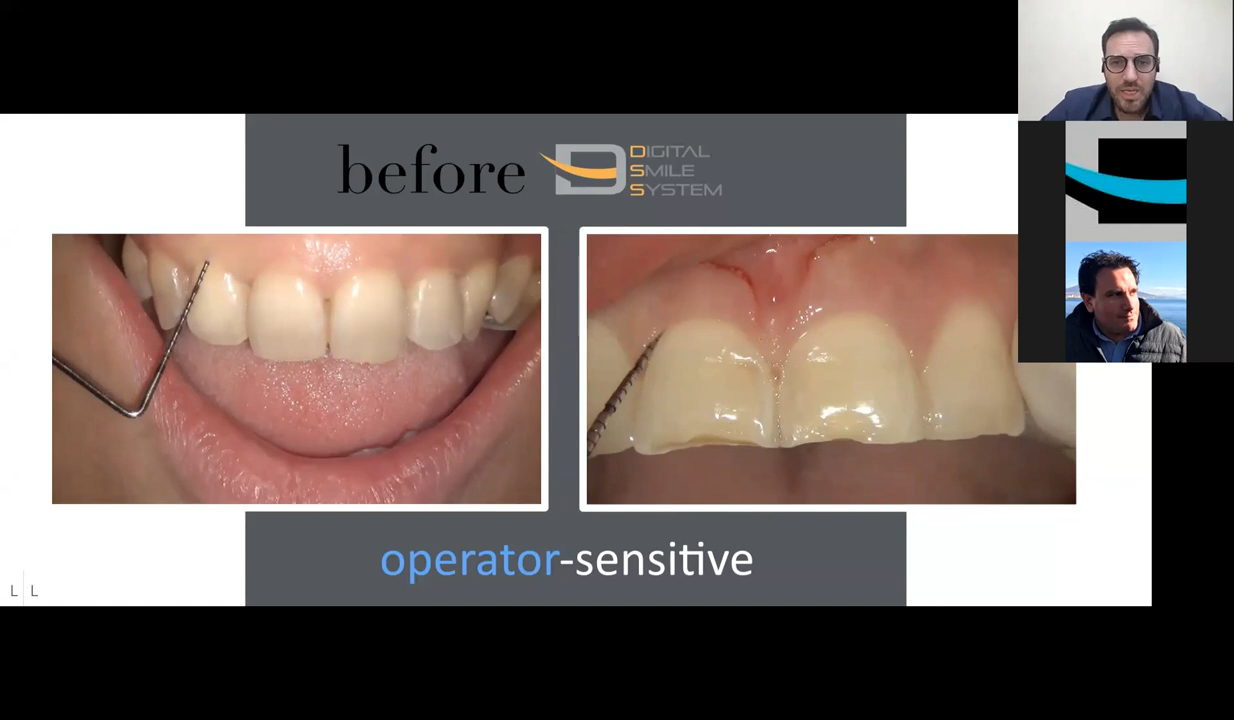 before
DIGITAL
SMILE
SYSTEM
operator-sensitive
L L